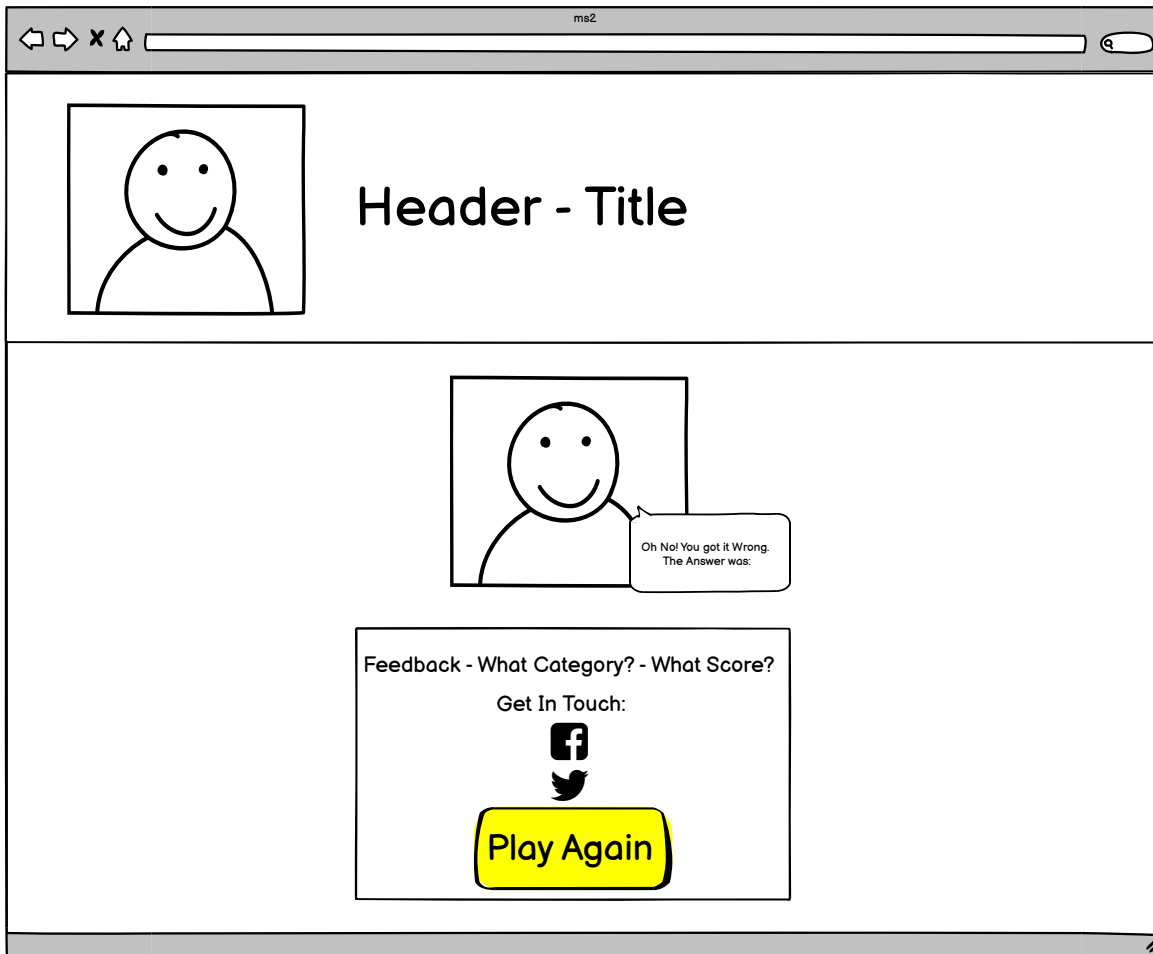 ms2
Header - Title
Oh No! You got it Wrong.
The Answer was:
Feedback - What Category? - What Score?
Get In Touch:
Play Again